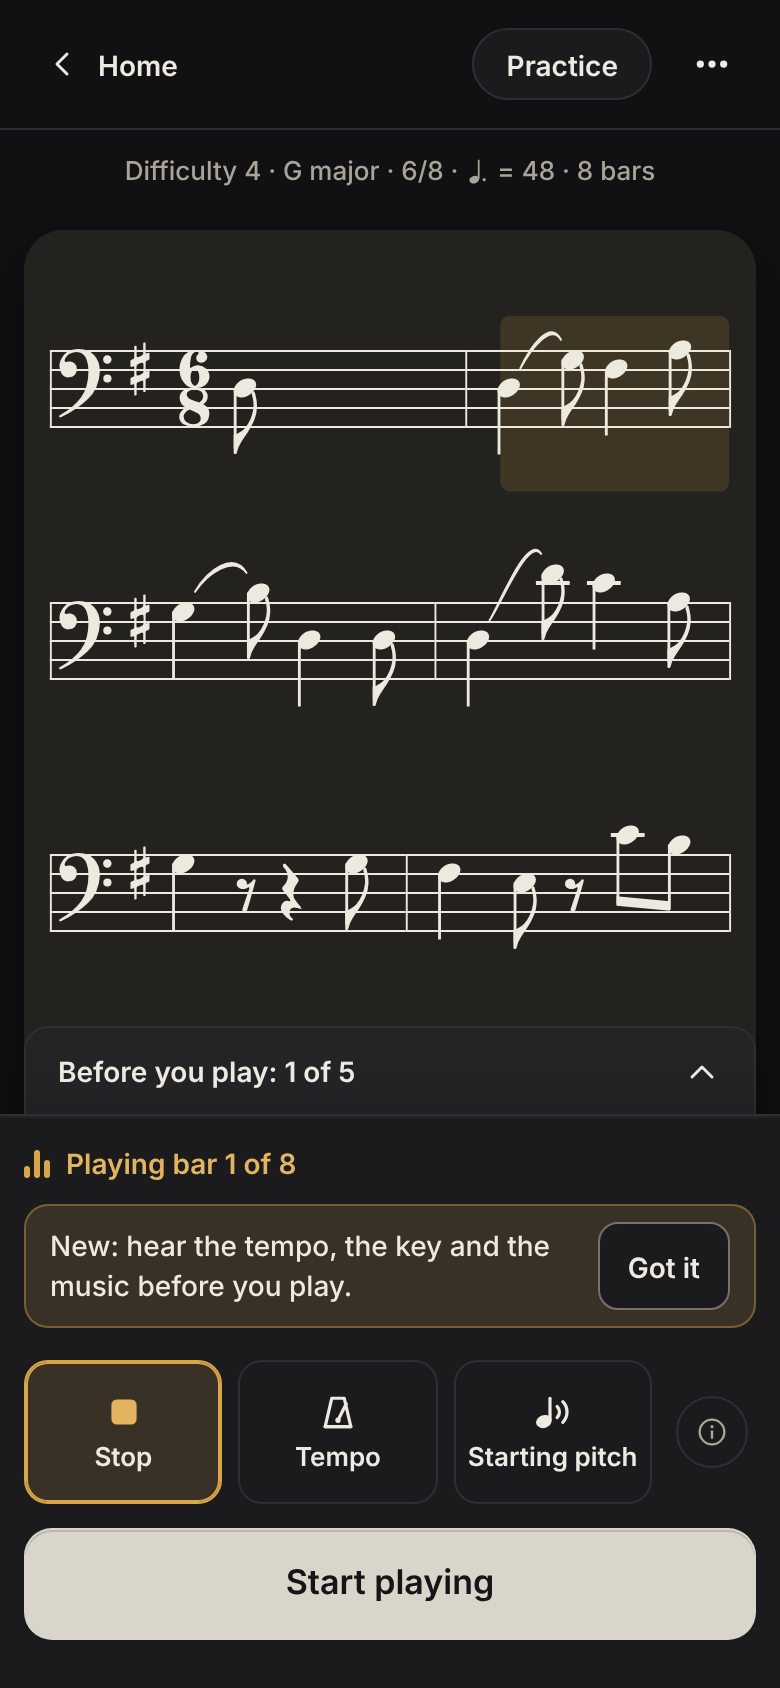 Home
Practice
Difficulty 4 · G major · 6/8 · ♩. = 48 · 8 bars
6
8
Before you play: 1 of 5
Playing bar 1 of 8
New: hear the tempo, the key and the
music before you play.
Got it
Stop
Tempo
Starting pitch
Start playing